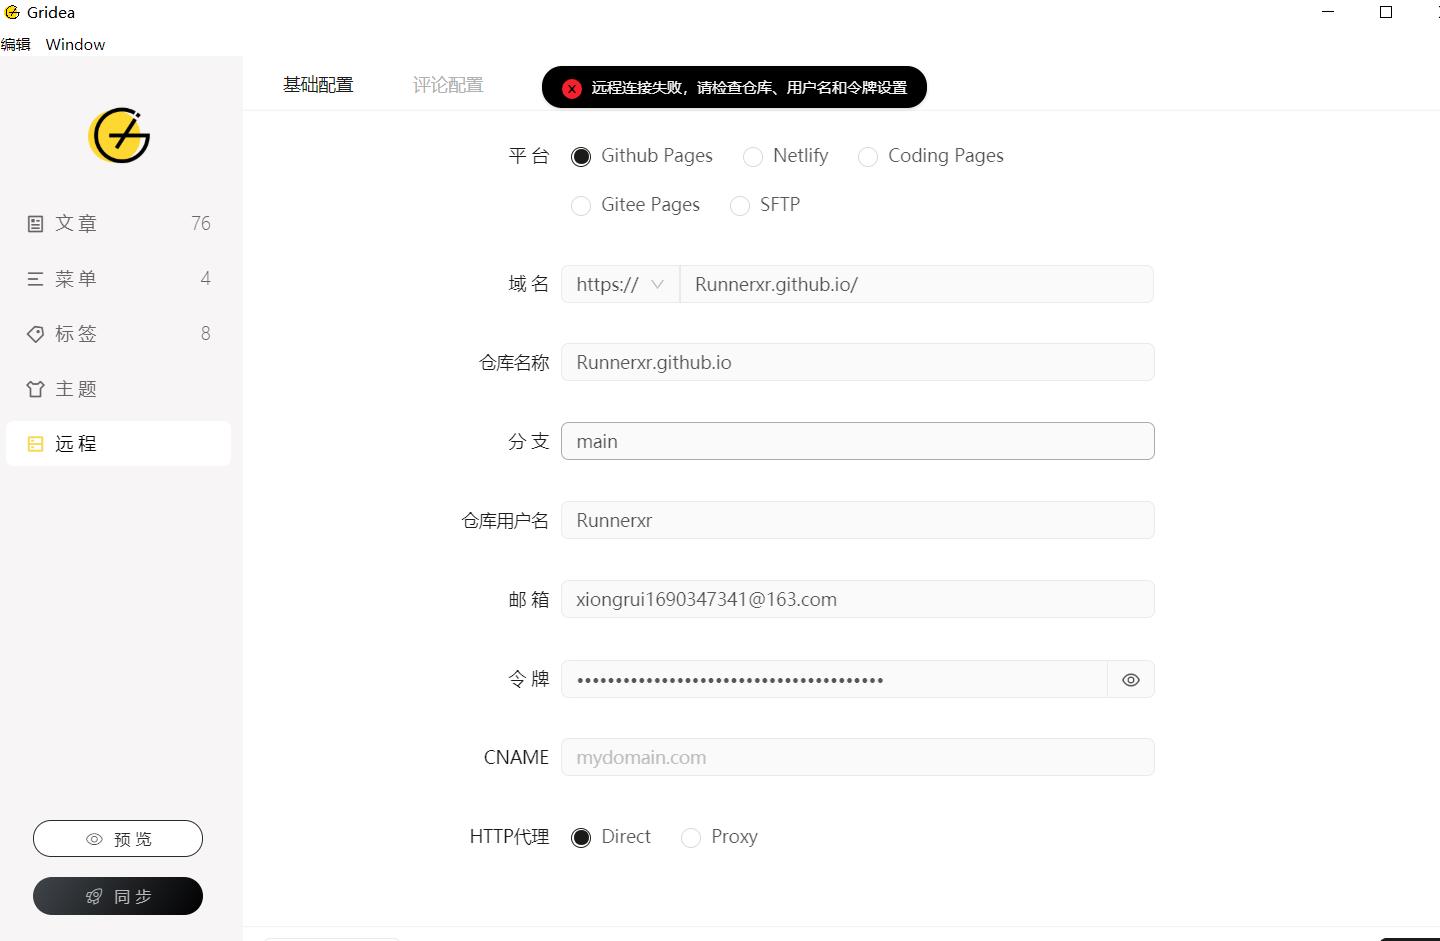 Gridea
编辑 Window
基础配置 评论配置
远程连接失败，请检查仓库、用户名和令牌设置
平台 Github Pages Netlify Coding Pages
Gitee Pages SFTP
文章 76
菜单 4
标签 8
主题
远程
域名 https:// Runnerxr.github.io/
仓库名称 Runnerxr.github.io
分支 main
仓库用户名 Runnerxr
邮箱 xiongrui1690347341@163.com
令牌 ••••••••••••••••••••••••••••••••••••••••
CNAME mydomain.com
HTTP代理 Direct Proxy
预览
同步